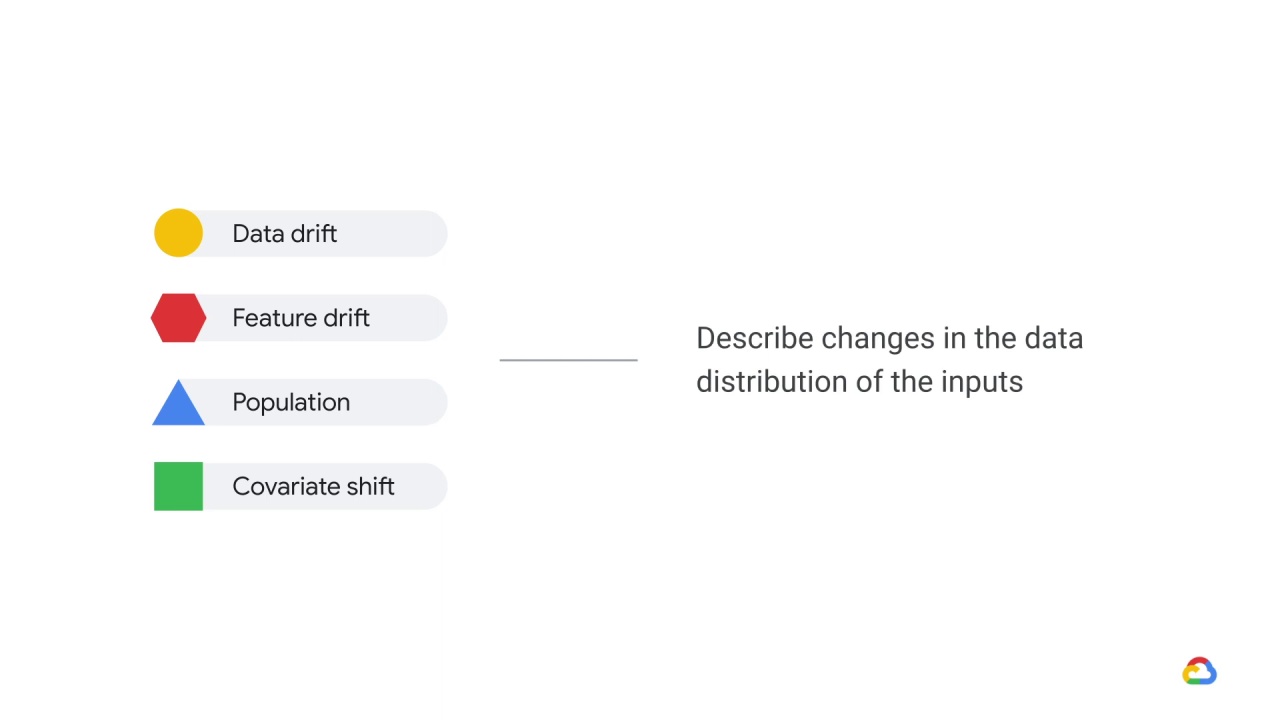 Data drift
Feature drift
Population
Covariate shift
Describe changes in the data
distribution of the inputs